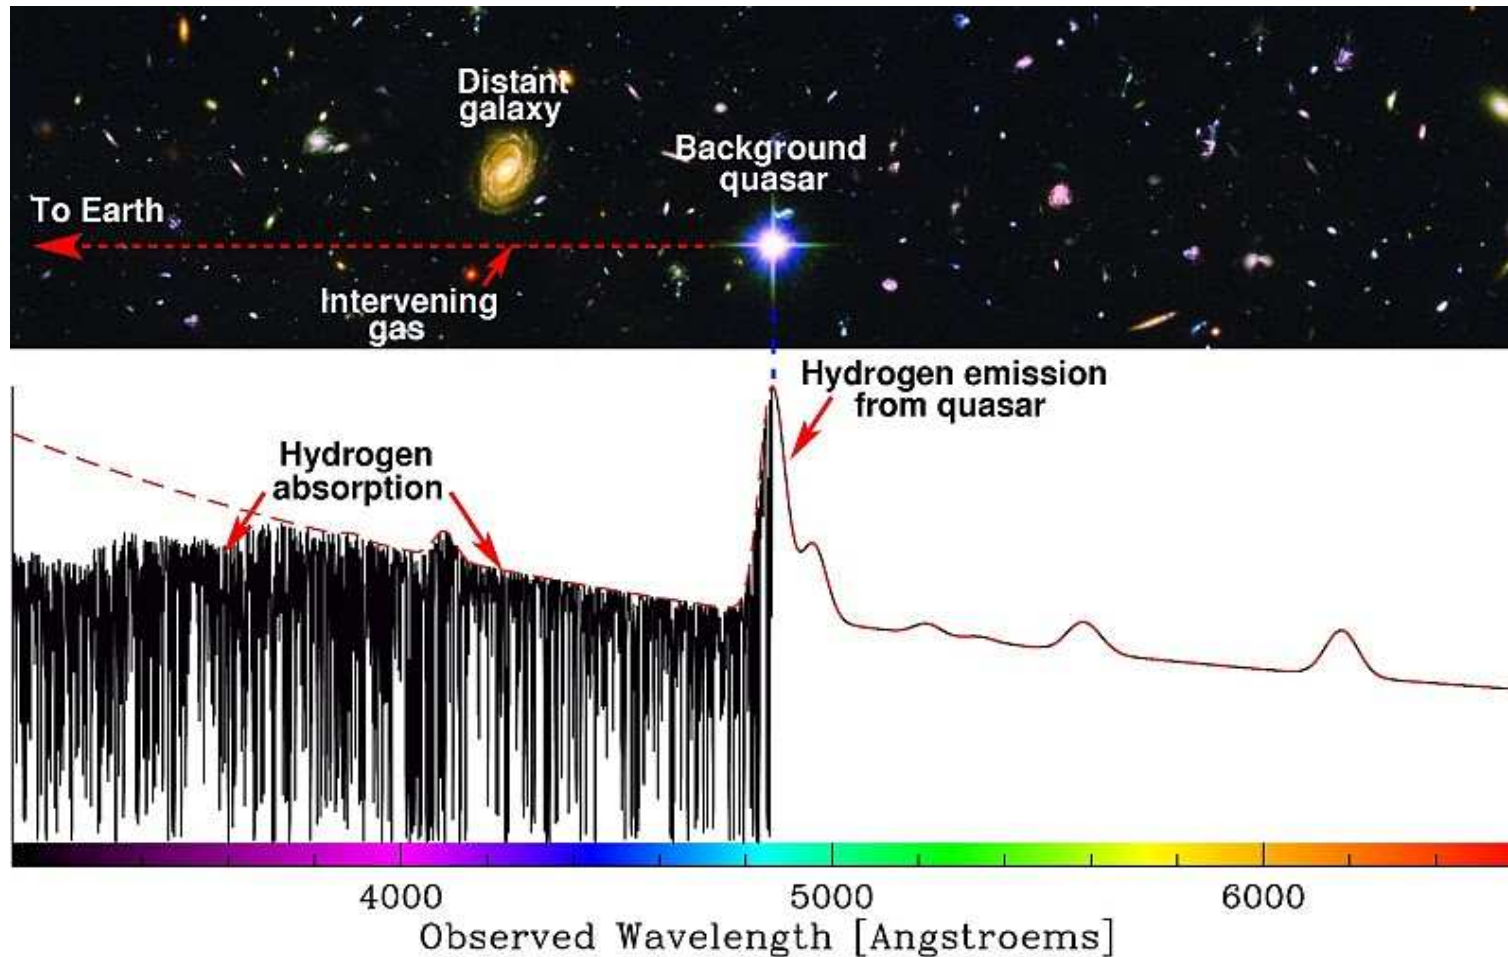 Distant
galaxy
Background
quasar
To Earth
Intervening
gas
Hydrogen emission
from quasar
Hydrogen
absorption
4000
5000
6000
Observed Wavelength [Angstroems]